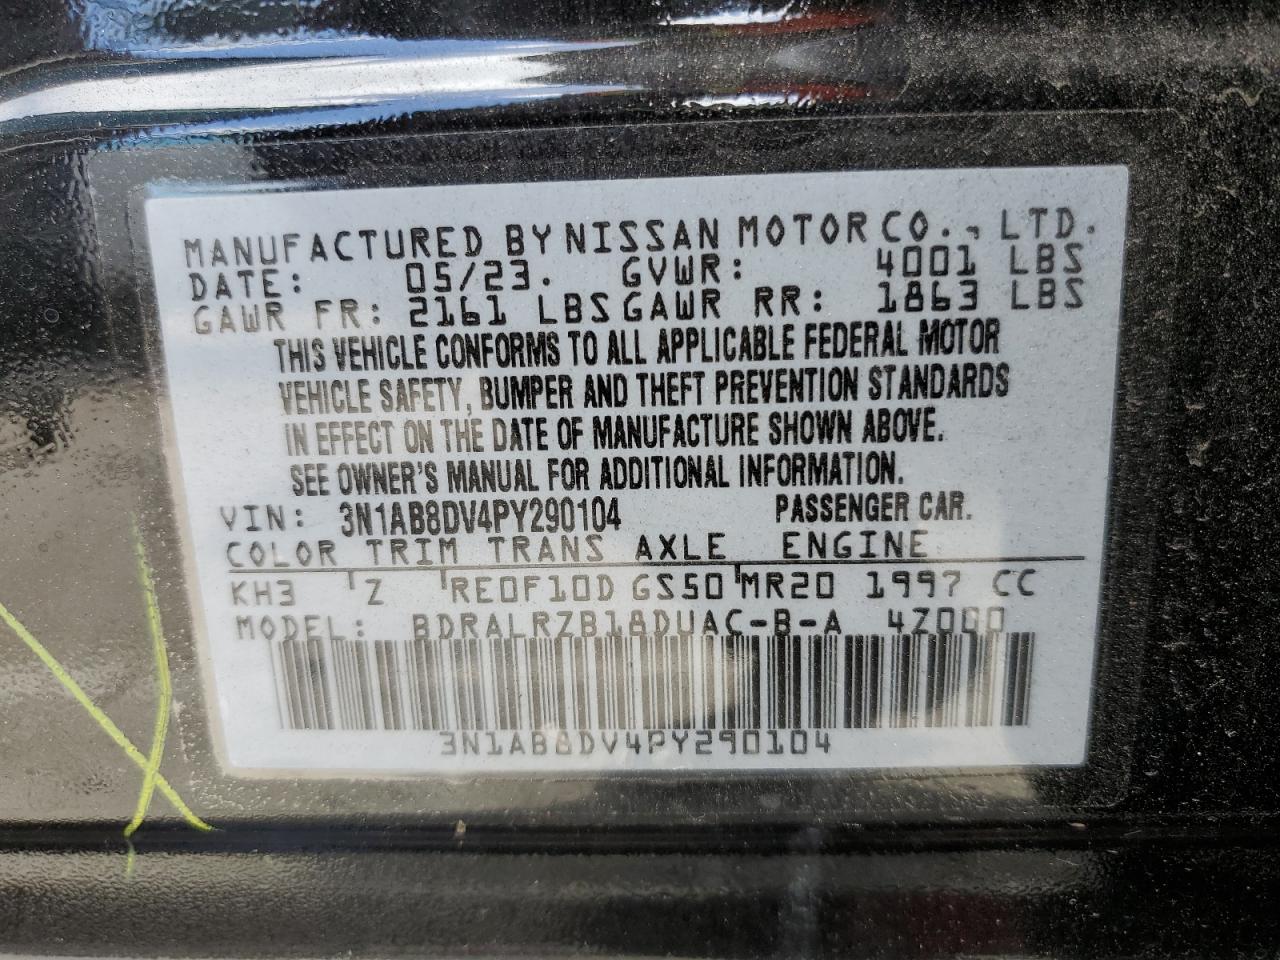 MANUFACTURED BY NISSAN MOTOR CO., LTD.
DATE: 05/23. GVWR: 4001 LBS
GAWR FR: 2161 LBS GAWR RR: 1863 LBS
THIS VEHICLE CONFORMS TO ALL APPLICABLE FEDERAL MOTOR
VEHICLE SAFETY, BUMPER AND THEFT PREVENTION STANDARDS
IN EFFECT ON THE DATE OF MANUFACTURE SHOWN ABOVE.
SEE OWNER'S MANUAL FOR ADDITIONAL INFORMATION.
VIN: 3N1AB8DV4PY290104 PASSENGER CAR.
COLOR TRIM TRANS AXLE ENGINE
KH3 Z RE0F10D GS50 MR20 1997 CC
MODEL: BDRALRZB18DUAC-B-A 4Z000
3N1AB8DV4PY290104